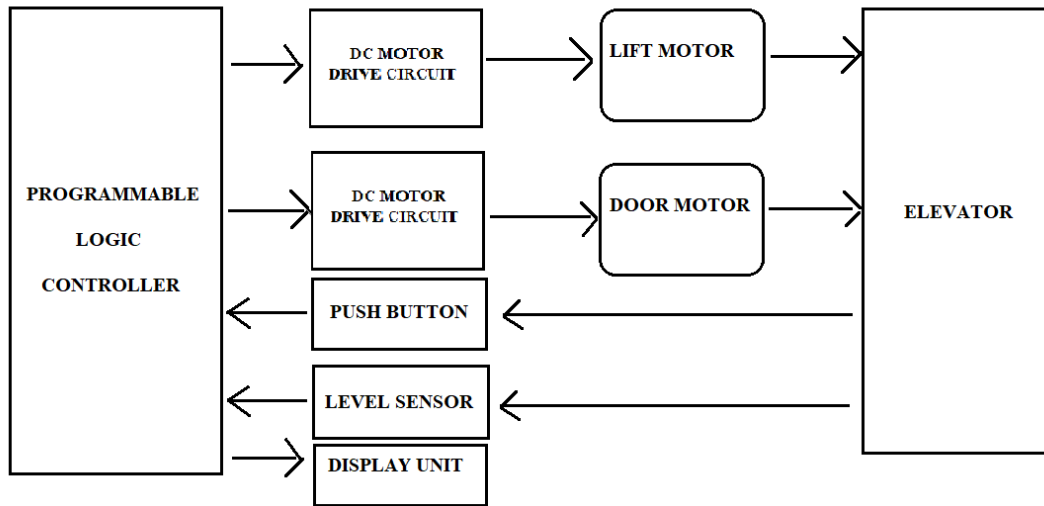 DC MOTOR
DRIVE CIRCUIT
LIFT MOTOR
PROGRAMMABLE
LOGIC
CONTROLLER
DC MOTOR
DRIVE CIRCUIT
DOOR MOTOR
ELEVATOR
PUSH BUTTON
LEVEL SENSOR
DISPLAY UNIT